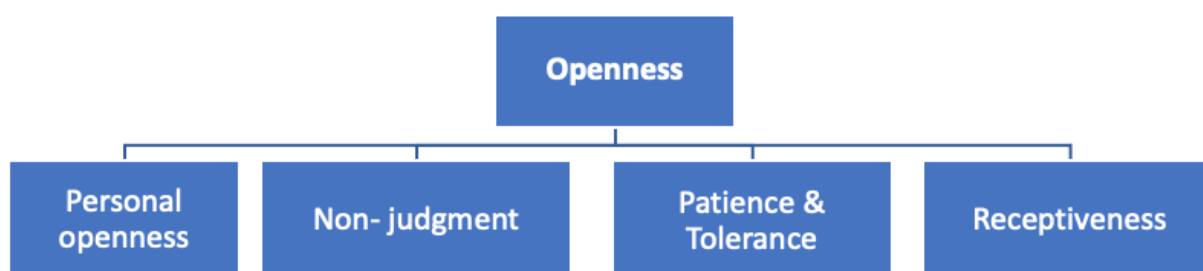 Openness
Personal
openness
Non- judgment
Patience &
Tolerance
Receptiveness